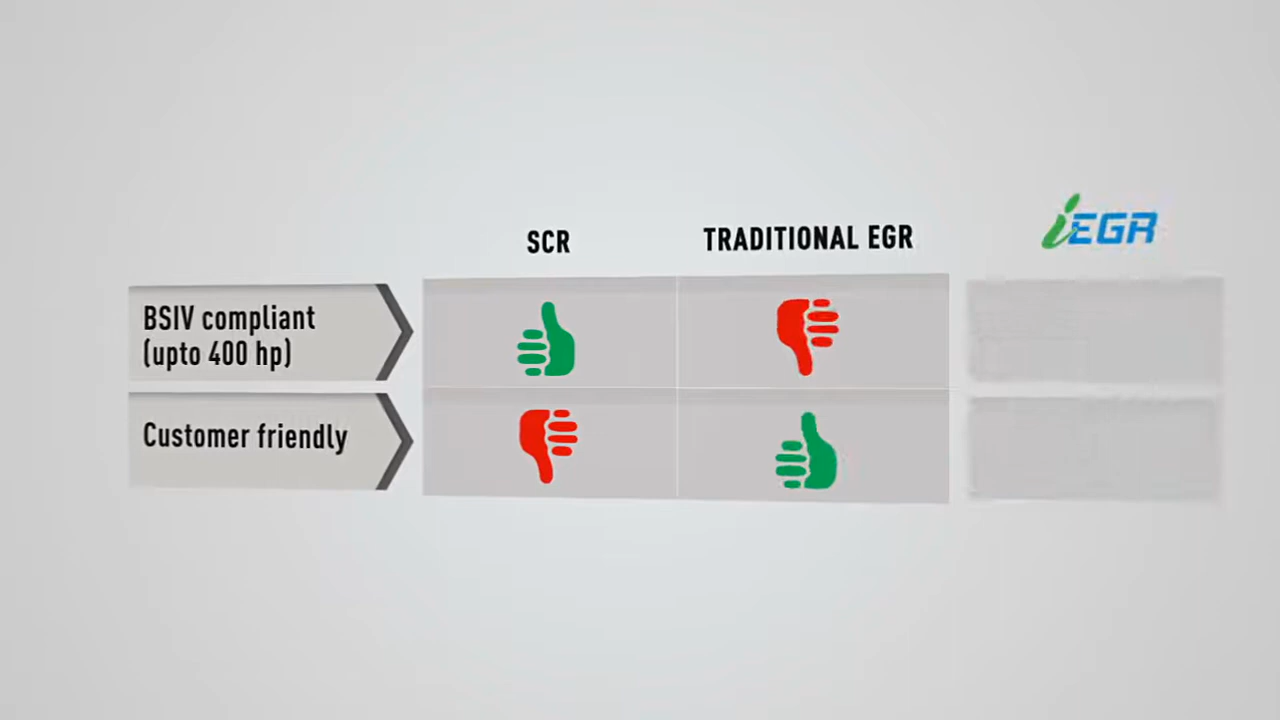 SCR
TRADITIONAL EGR
iEGR
BSIV compliant
(upto 400 hp)
Customer friendly